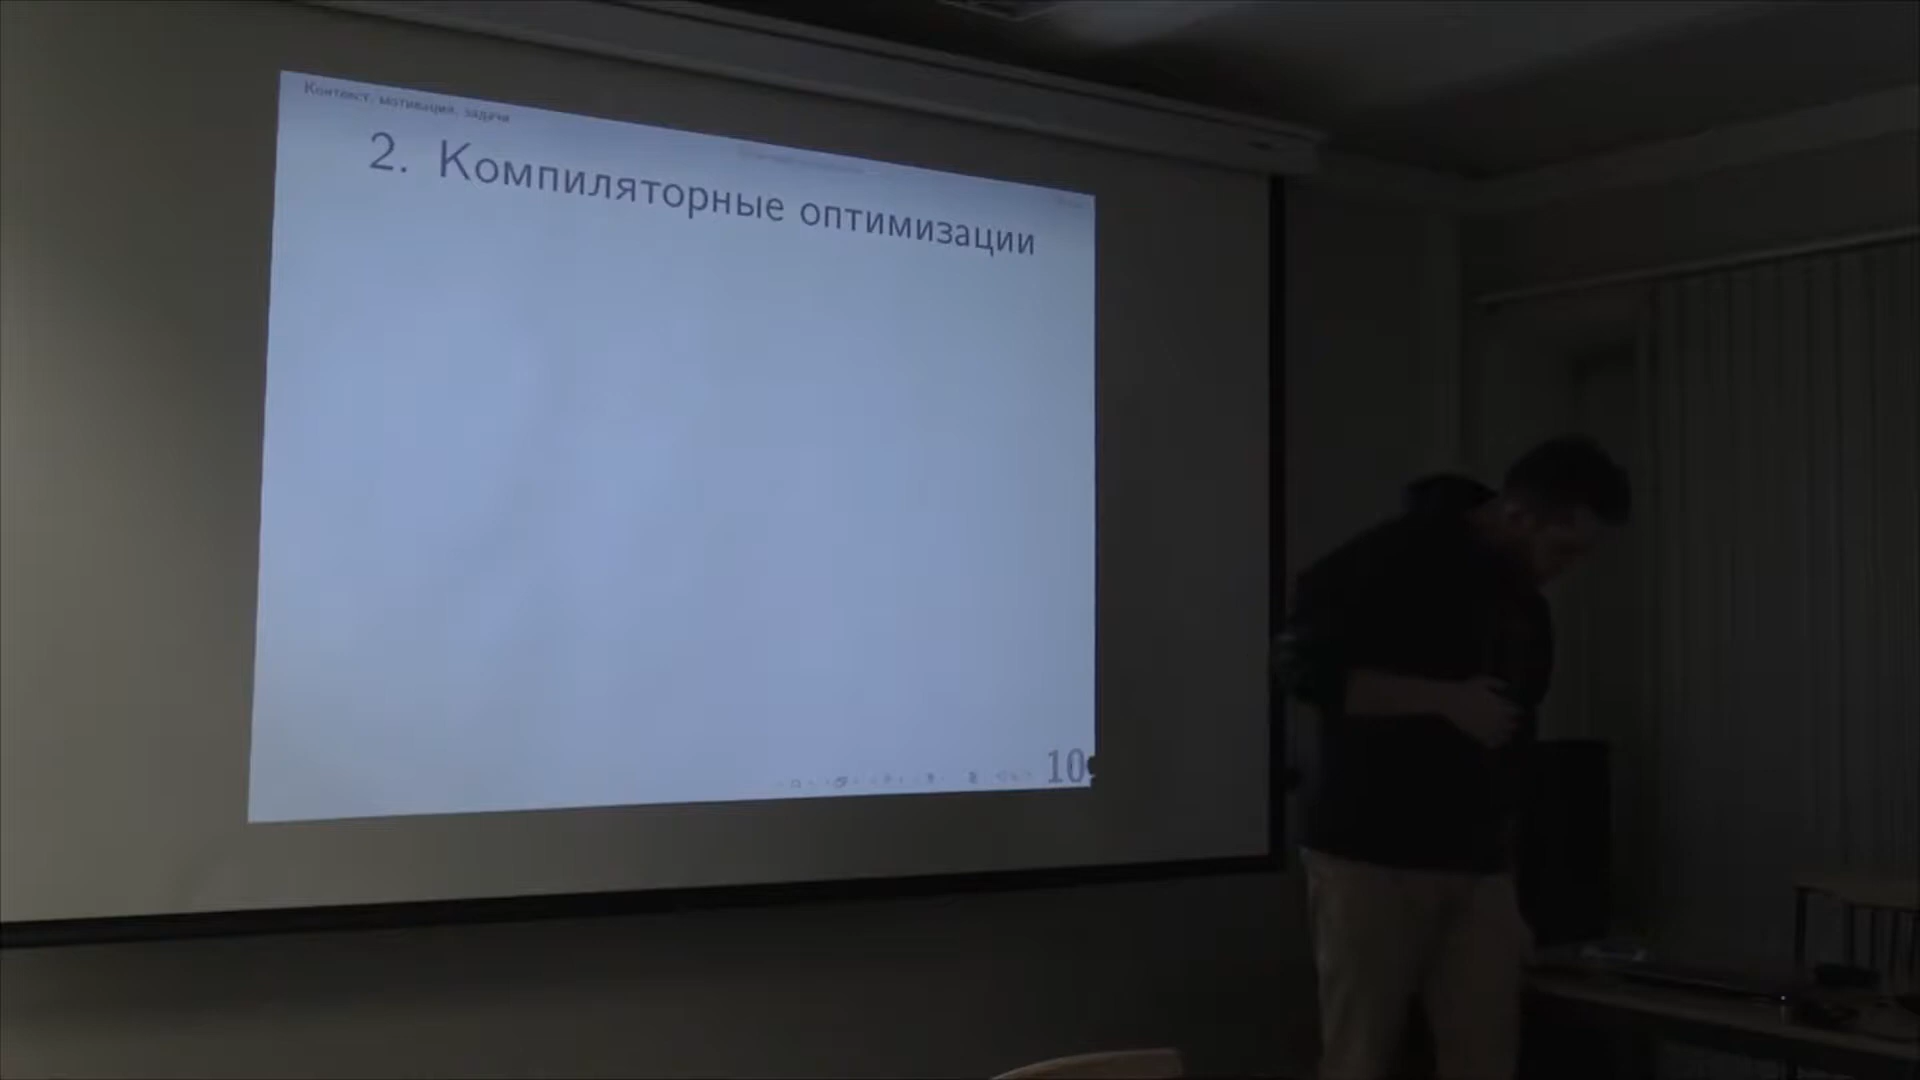 Контекст, мотивация, задачи
2. Компиляторные оптимизации
10